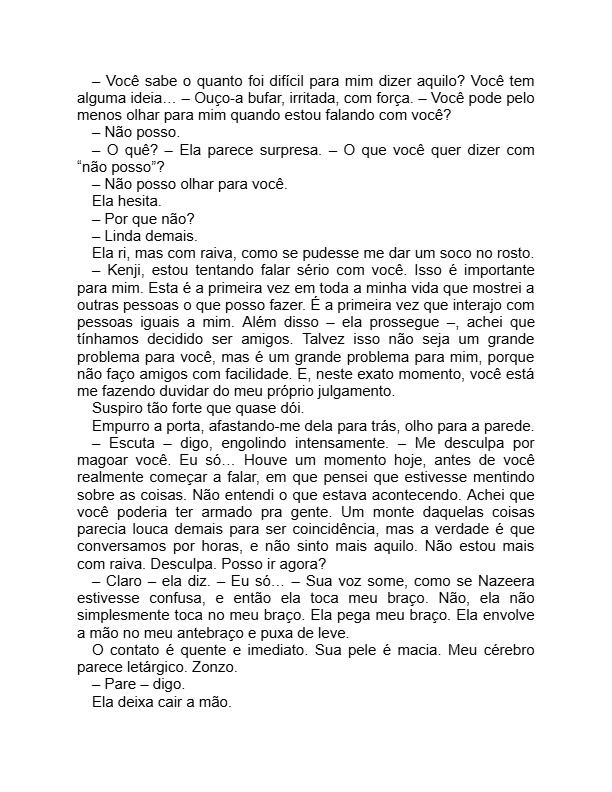 – Você sabe o quanto foi difícil para mim dizer aquilo? Você tem
alguma ideia… – Ouço-a bufar, irritada, com força. – Você pode pelo
menos olhar para mim quando estou falando com você?
– Não posso.
– O quê? – Ela parece surpresa. – O que você quer dizer com
“não posso”?
– Não posso olhar para você.
Ela hesita.
– Por que não?
– Linda demais.
Ela ri, mas com raiva, como se pudesse me dar um soco no rosto.
– Kenji, estou tentando falar sério com você. Isso é importante
para mim. Esta é a primeira vez em toda a minha vida que mostrei a
outras pessoas o que posso fazer. É a primeira vez que interajo com
pessoas iguais a mim. Além disso – ela prossegue –, achei que
tínhamos decidido ser amigos. Talvez isso não seja um grande
problema para você, mas é um grande problema para mim, porque
não faço amigos com facilidade. E, neste exato momento, você está
me fazendo duvidar do meu próprio julgamento.
Suspiro tão forte que quase dói.
Empurro a porta, afastando-me dela para trás, olho para a parede.
– Escuta – digo, engolindo intensamente. – Me desculpa por
magoar você. Eu só… Houve um momento hoje, antes de você
realmente começar a falar, em que pensei que estivesse mentindo
sobre as coisas. Não entendi o que estava acontecendo. Achei que
você poderia ter armado pra gente. Um monte daquelas coisas
parecia louca demais para ser coincidência, mas a verdade é que
conversamos por horas, e não sinto mais aquilo. Não estou mais
com raiva. Desculpa. Posso ir agora?
– Claro – ela diz. – Eu só… – Sua voz some, como se Nazeera
estivesse confusa, e então ela toca meu braço. Não, ela não
simplesmente toca no meu braço. Ela pega meu braço. Ela envolve
a mão no meu antebraço e puxa de leve.
O contato é quente e imediato. Sua pele é macia. Meu cérebro
parece letárgico. Zonzo.
– Pare – digo.
Ela deixa cair a mão.